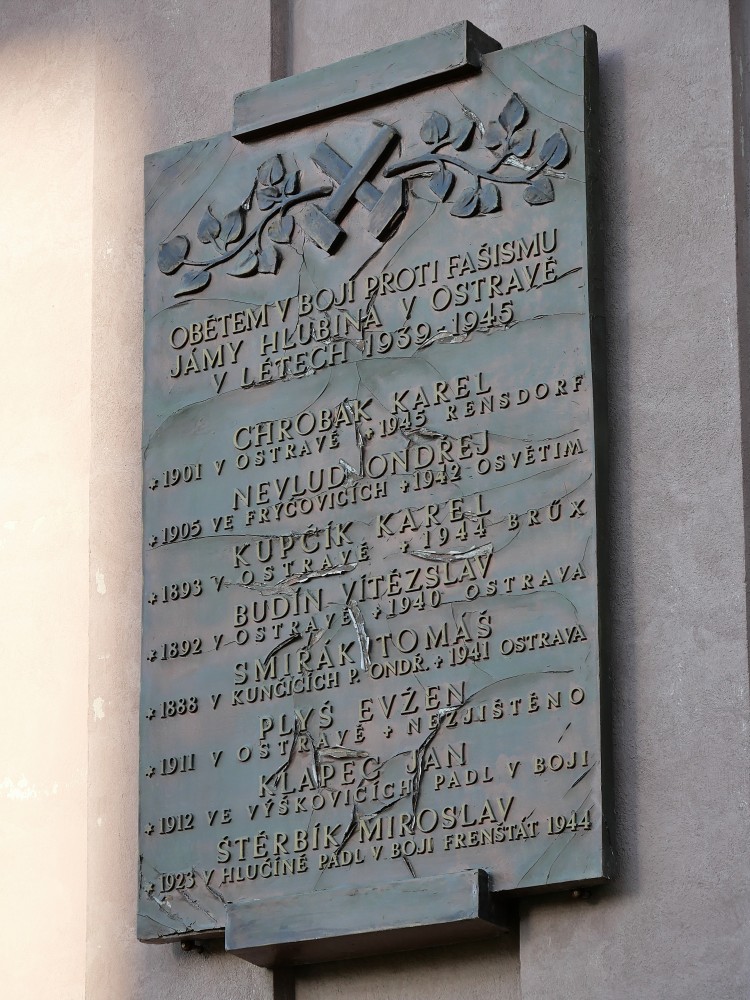 OBĚTEM V BOJI PROTI FAŠISMU
JÁMY HLUBINA V OSTRAVĚ
V LÉTECH 1939-1945
CHROBÁK KAREL
*1901 V OSTRAVĚ +1945 RENSDORF
NEVLUD ONDŘEJ
*1905 VE FRÝČOVICÍCH +1942 OSVĚTIM
KUPČÍK KAREL
*1893 V OSTRAVĚ +1944 BRŰX
BUDÍN VÍTĚZSLAV
*1892 V OSTRAVĚ +1940 OSTRAVA
SMIRÁK TOMÁŠ
*1888 V KUNČICÍCH P. ONDŘ. +1941 OSTRAVA
PLYŠ EVŽEN
*1911 V OSTRAVĚ + NEZJIŠTĚNO
KLAPEC JAN
*1912 VE VÝŠKOVICÍCH PADL V BOJI
ŠTĚRBÍK MIROSLAV
*1923 V HLUČÍNĚ PADL V BOJI FRENŠTÁT 1944